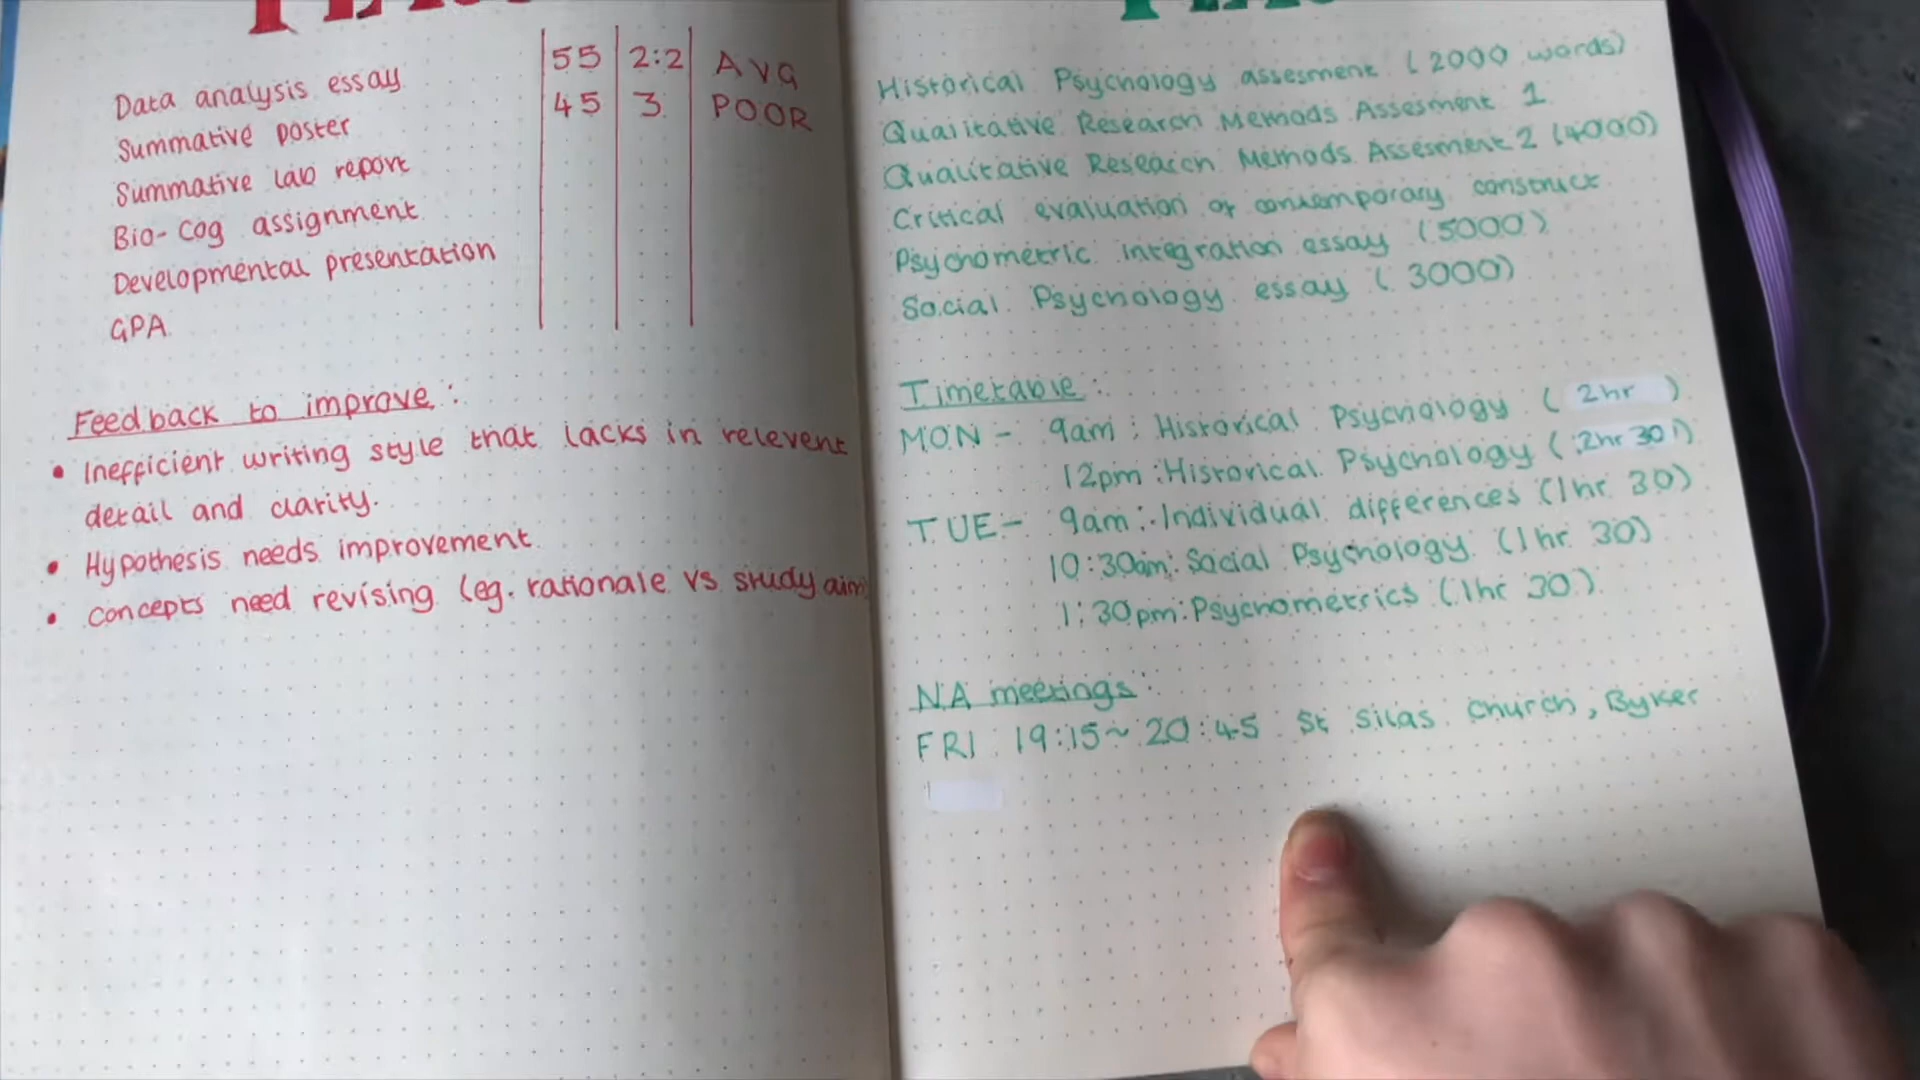 Data analysis essay 55 2:2 AVG
Summative poster 45 3 POOR
Summative lab report
Bio-Cog assignment
Developmental presentation
GPA
Feedback to improve:
• Inefficient writing style that lacks in relevent
detail and clarity.
• Hypothesis needs improvement
• concepts need revising (eg. rationale vs study aim
Historical Psychology assesment (2000 words)
Qualitative Research Methods Assesment 1
Qualitative Research Methods Assesment 2 (4000)
Critical evaluation of contemporary construct
Psychometric integration essay (5000)
Social Psychology essay (3000)
Timetable:
MON - 9am: Historical Psychology (2hr)
12pm: Historical Psychology (2hr 30)
TUE - 9am: Individual differences (1hr 30)
10:30am: Social Psychology (1hr 30)
1:30pm: Psychometrics (1hr 30)
NA meetings:
FRI 19:15~20:45 St Silas church, Byker